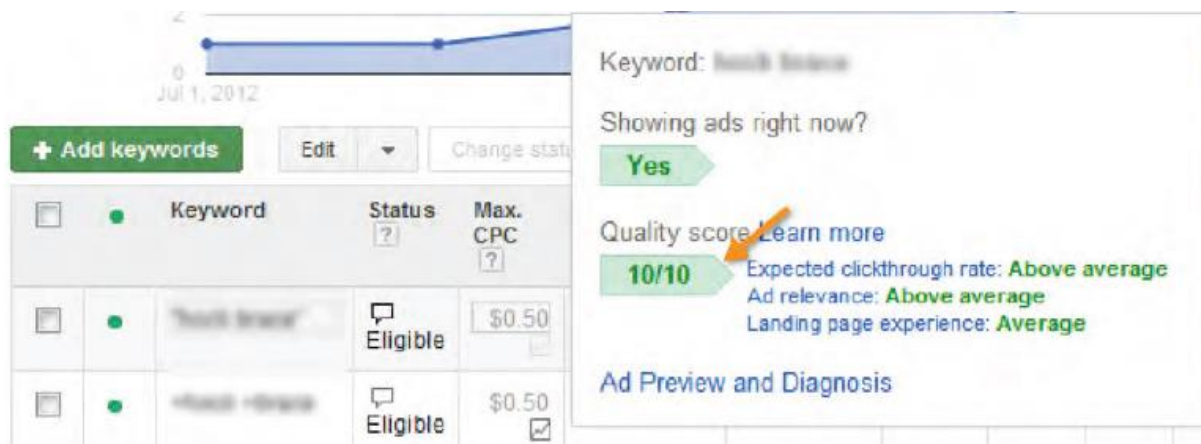 2
0
Jul 1, 2012
Add keywords
Edit
Change stat
Keyword
Status
?
Max.
CPC
?
Eligible
$0.50
Eligible
$0.50
Keyword:
Showing ads right now?
Yes
Quality score Learn more
10/10
Expected clickthrough rate: Above average
Ad relevance: Above average
Landing page experience: Average
Ad Preview and Diagnosis